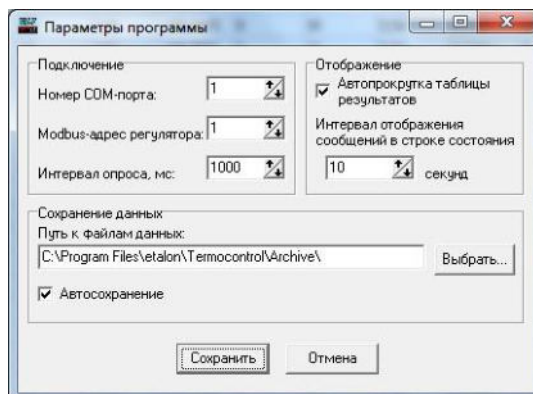 Параметры программы
Подключение
Номер COM-порта:
1
Modbus-адрес регулятора:
1
Интервал опроса, мс:
1000
Отображение
Автопрокрутка таблицы
результатов
Интервал отображения
сообщений в строке состояния
10
секунд
Сохранение данных
Путь к файлам данных:
C:\Program Files\etalon\Termocontrol\Archive\
Выбрать...
Автосохранение
Сохранить
Отмена